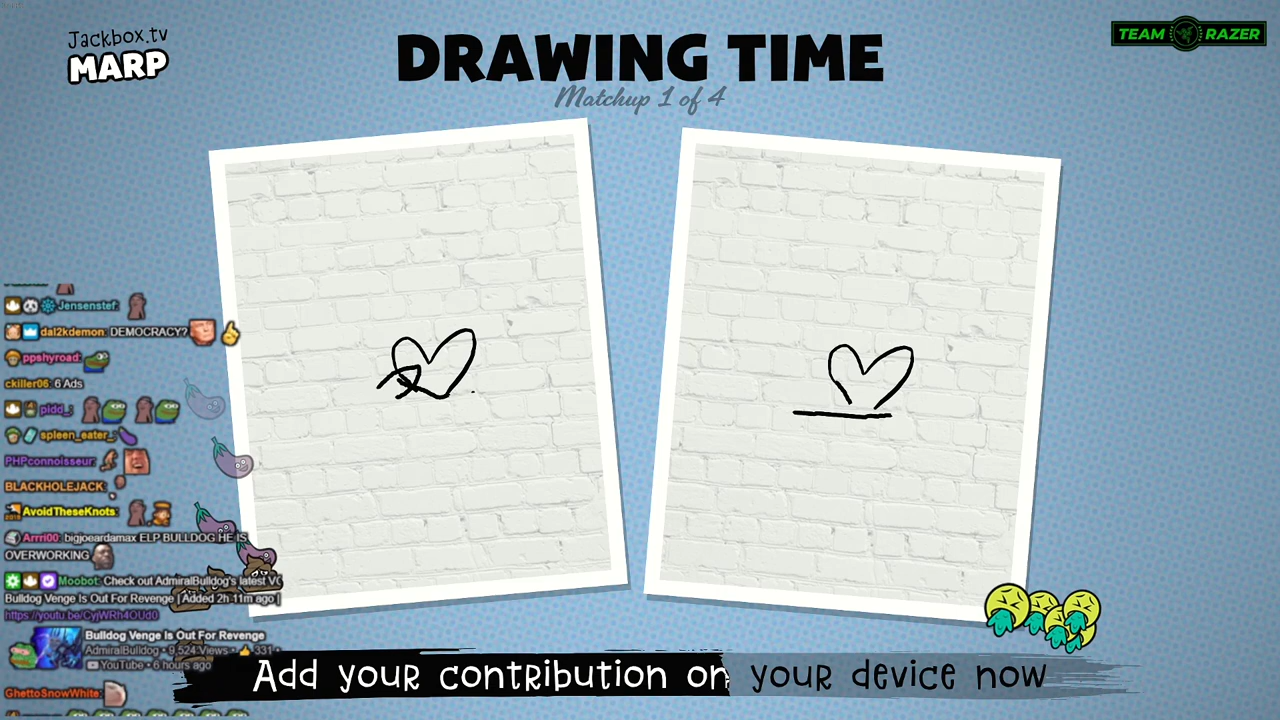 Jackbox.tv
MARP
DRAWING TIME
Matchup 1 of 4
TEAM RAZER
Jensenstef:
dal2kdemon: DEMOCRACY?
ppshyroad:
ckiller06: 6 Ads
pidd_:
spleen_eater_:
PHPconnoisseur:
BLACKHOLEJACK:
AvoidTheseKnots:
Arrri00: bigjoeardamax ELP BULLDOG HE IS
OVERWORKING
Moobot: Check out AdmiralBulldog's latest
Bulldog Venge Is Out For Revenge | Added 2h 11m ago |
https://youtu.be/CyjWRh4OUd0
Bulldog Venge Is Out For Revenge
AdmiralBulldog • 9,524 Views • 331
YouTube • 6 hours ago
GhettoSnowWhite:
Add your contribution on your device now